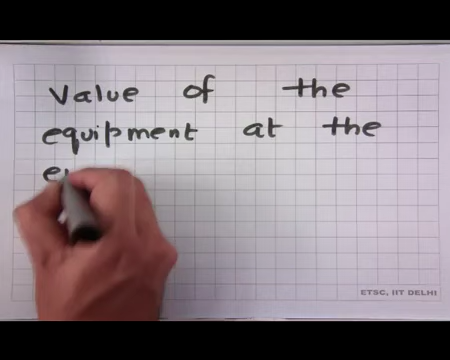 Value of the
equipment at the
ETSC, IIT DELHI